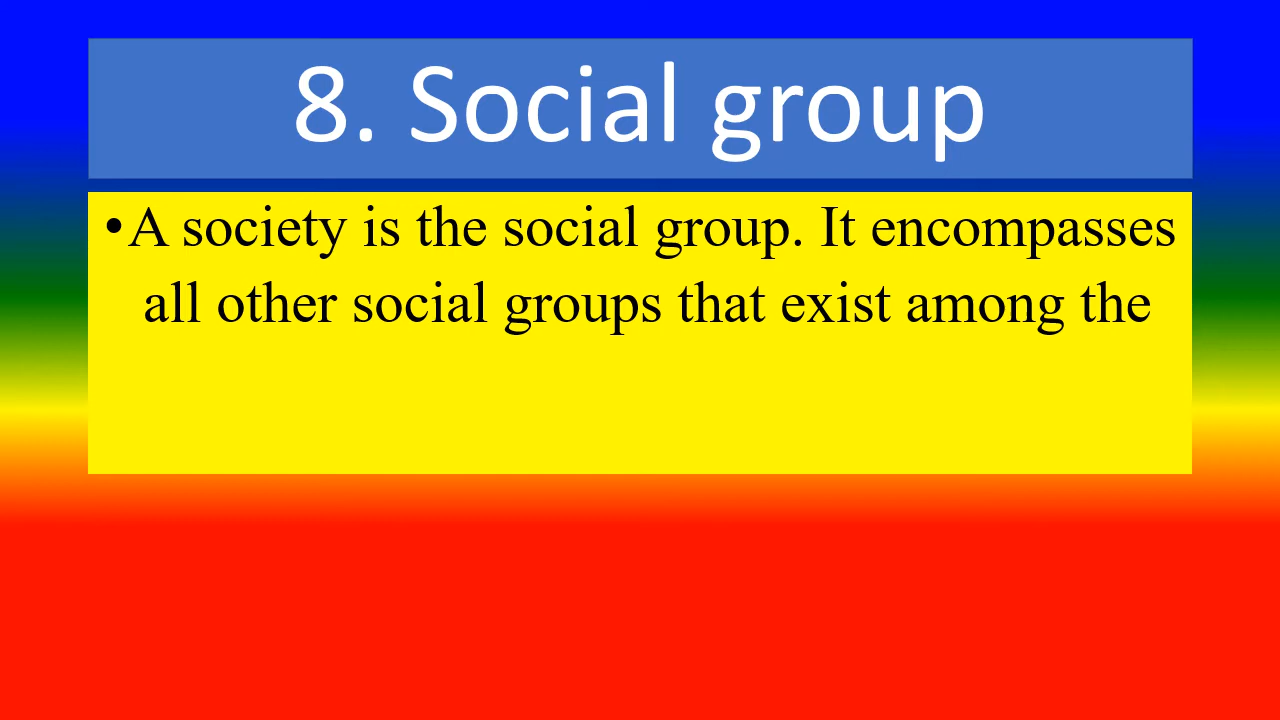 8. Social group
•A society is the social group. It encompasses
all other social groups that exist among the